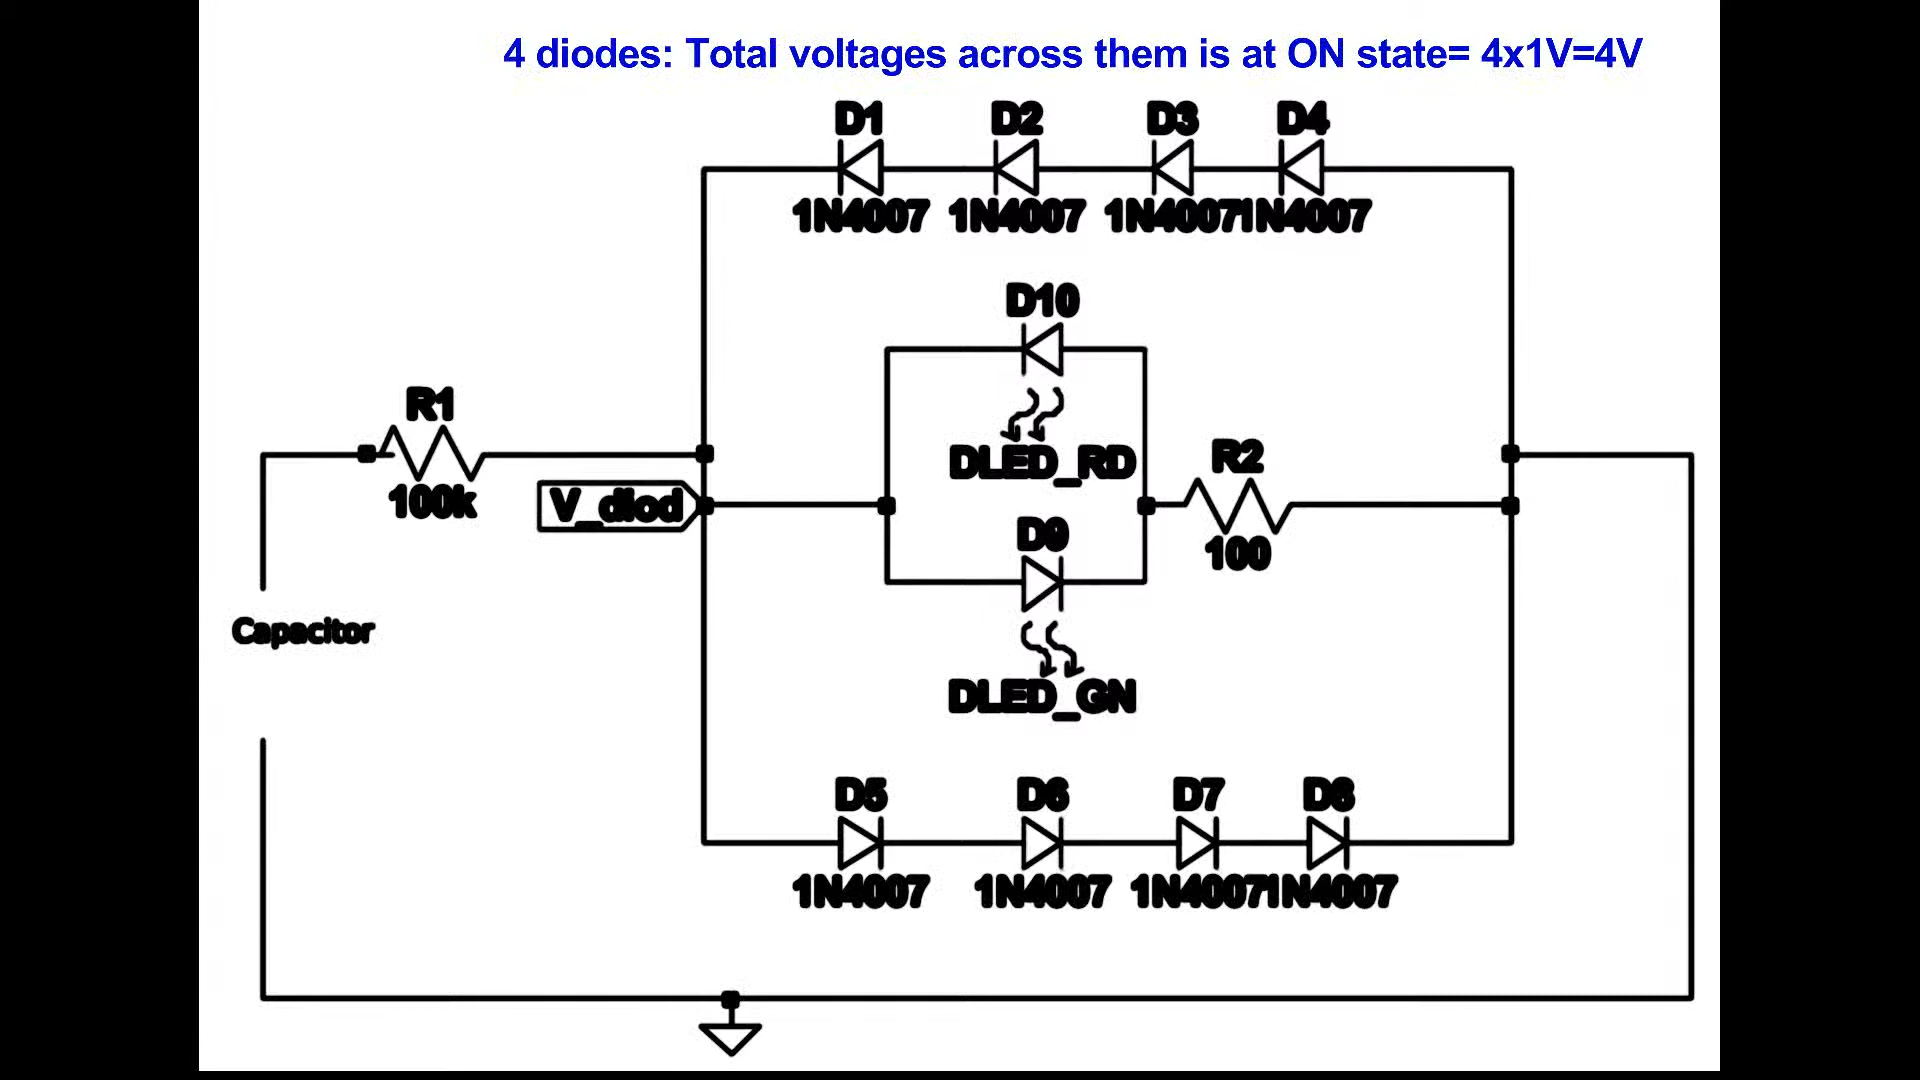 4 diodes: Total voltages across them is at ON state= 4x1V=4V
D1 D2 D3 D4
1N4007 1N4007 1N4007 1N4007
D10
DLED_RD
R1
100k
R2
100
V_diod
D9
DLED_GN
Capacitor
D5 D6 D7 D8
1N4007 1N4007 1N4007 1N4007